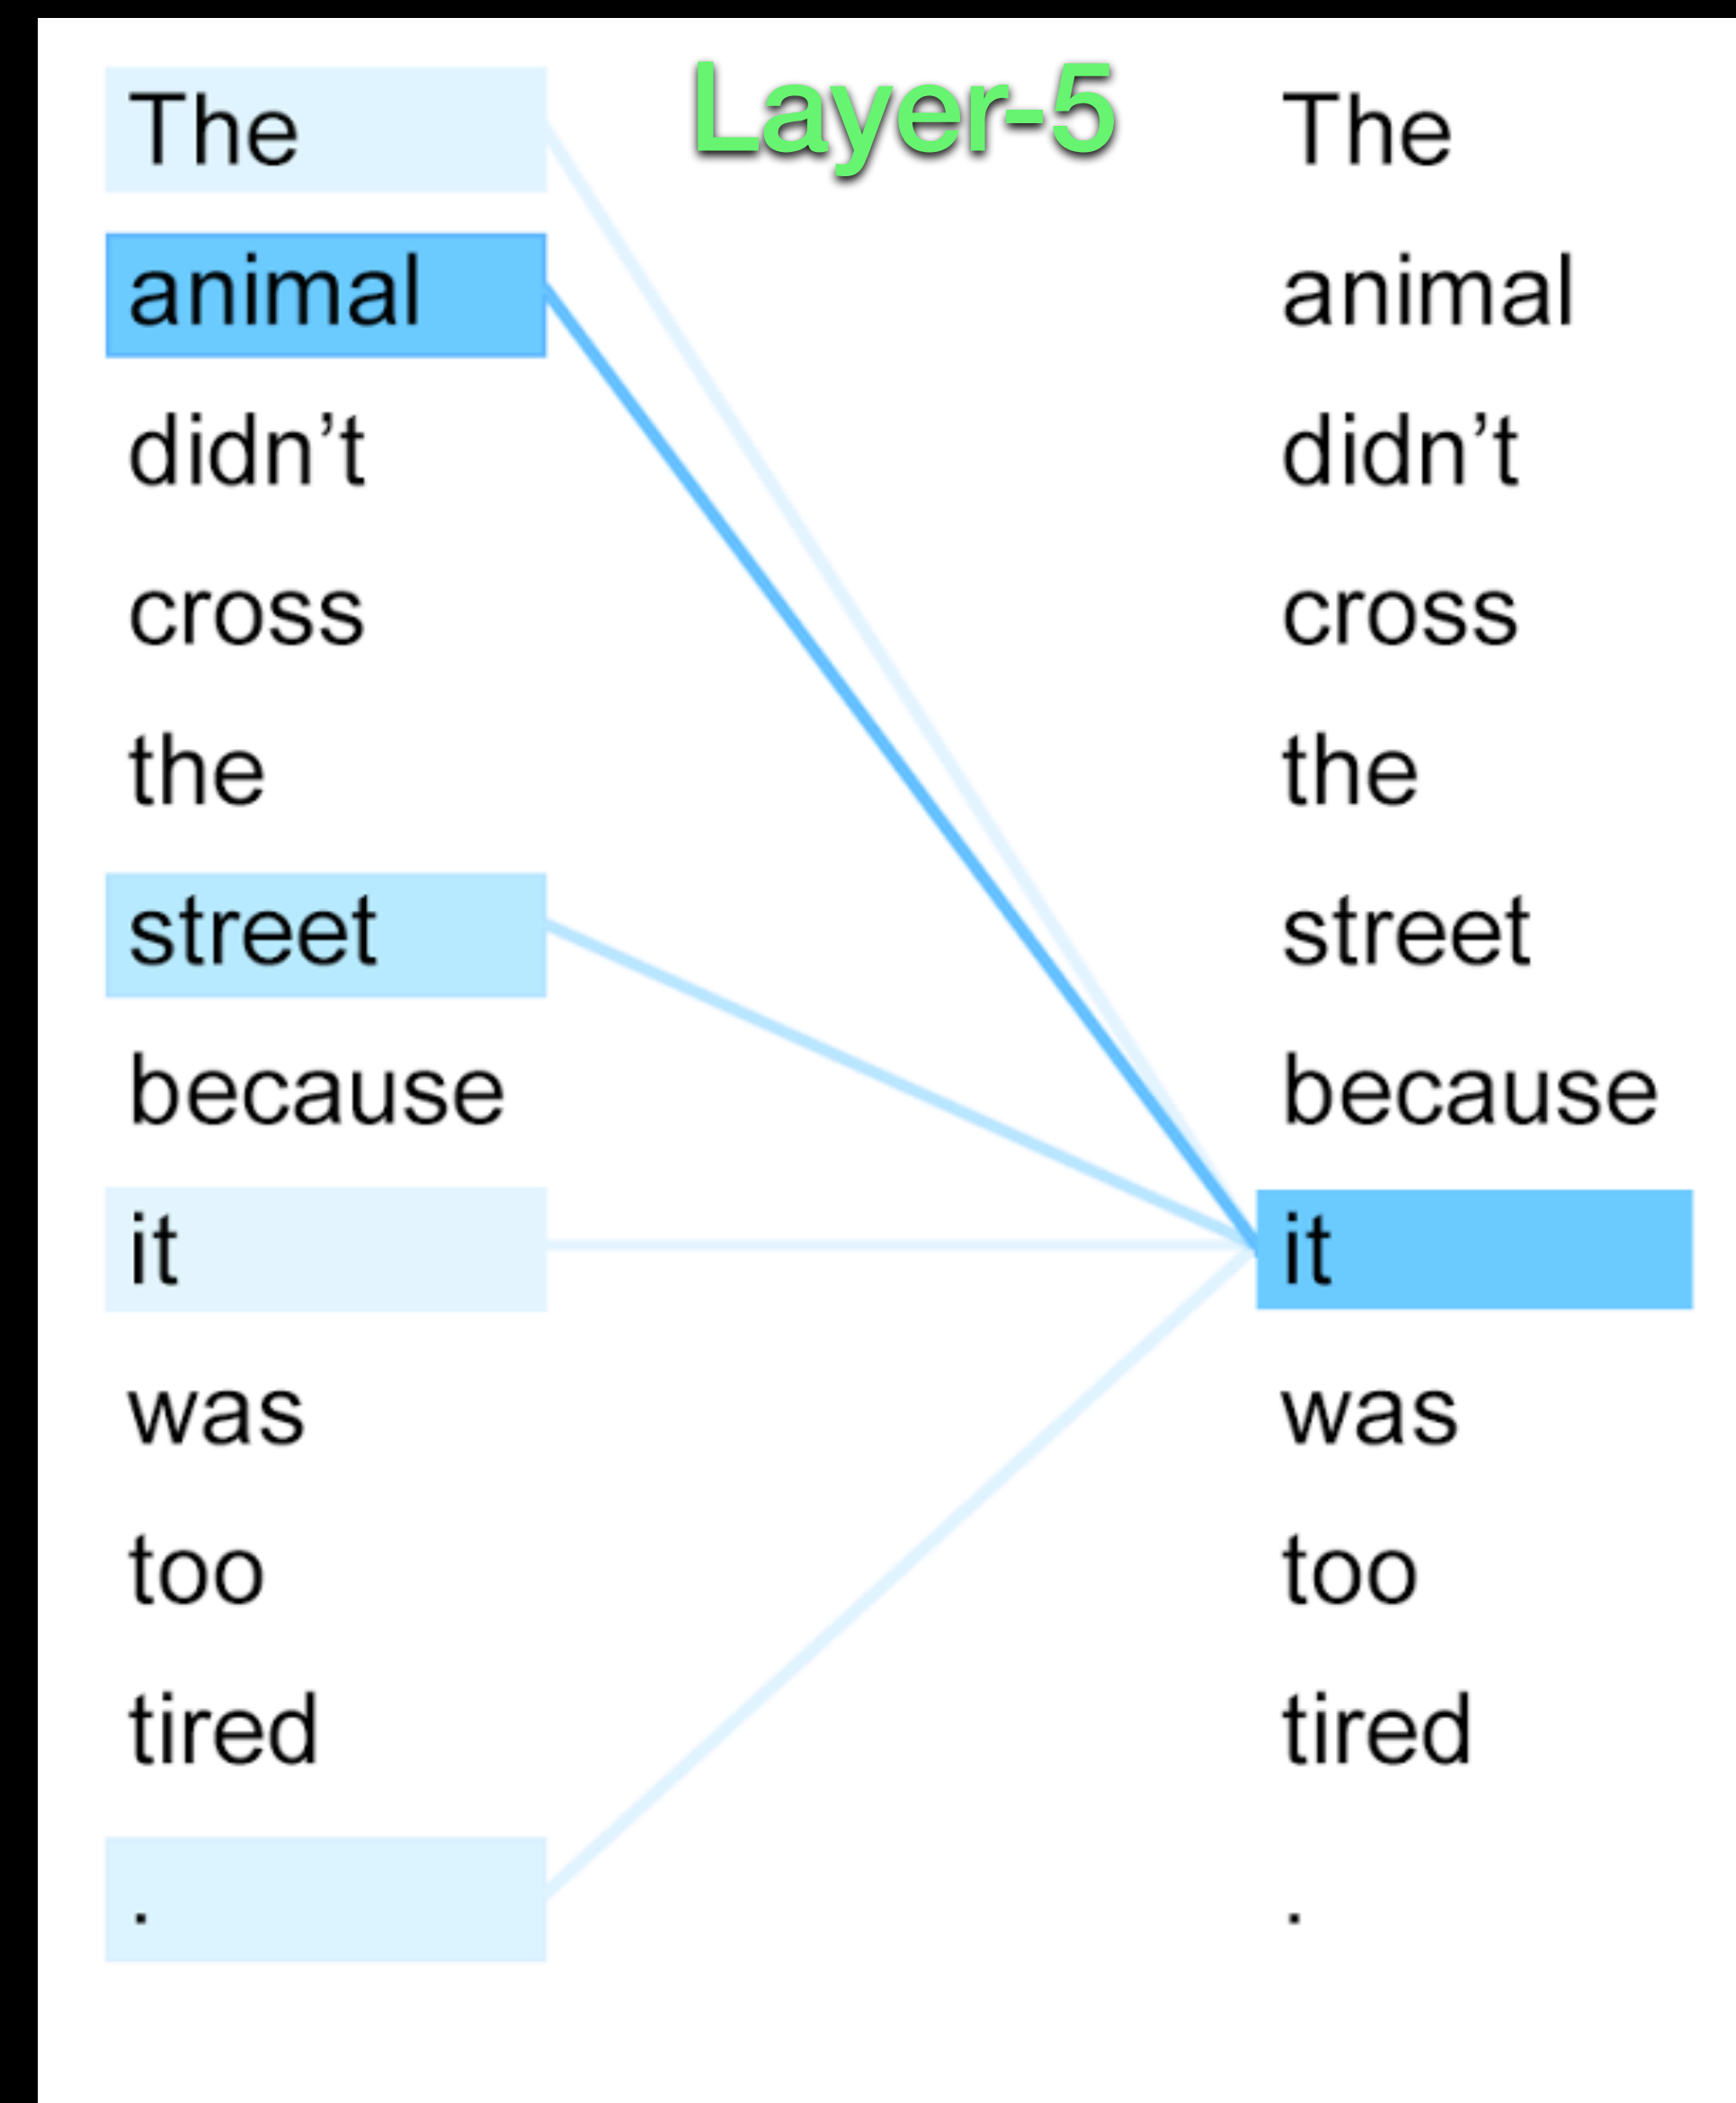 Layer-5
The The
animal animal
didn’t didn’t
cross cross
the the
street street
because because
it it
was was
too too
tired tired
. .